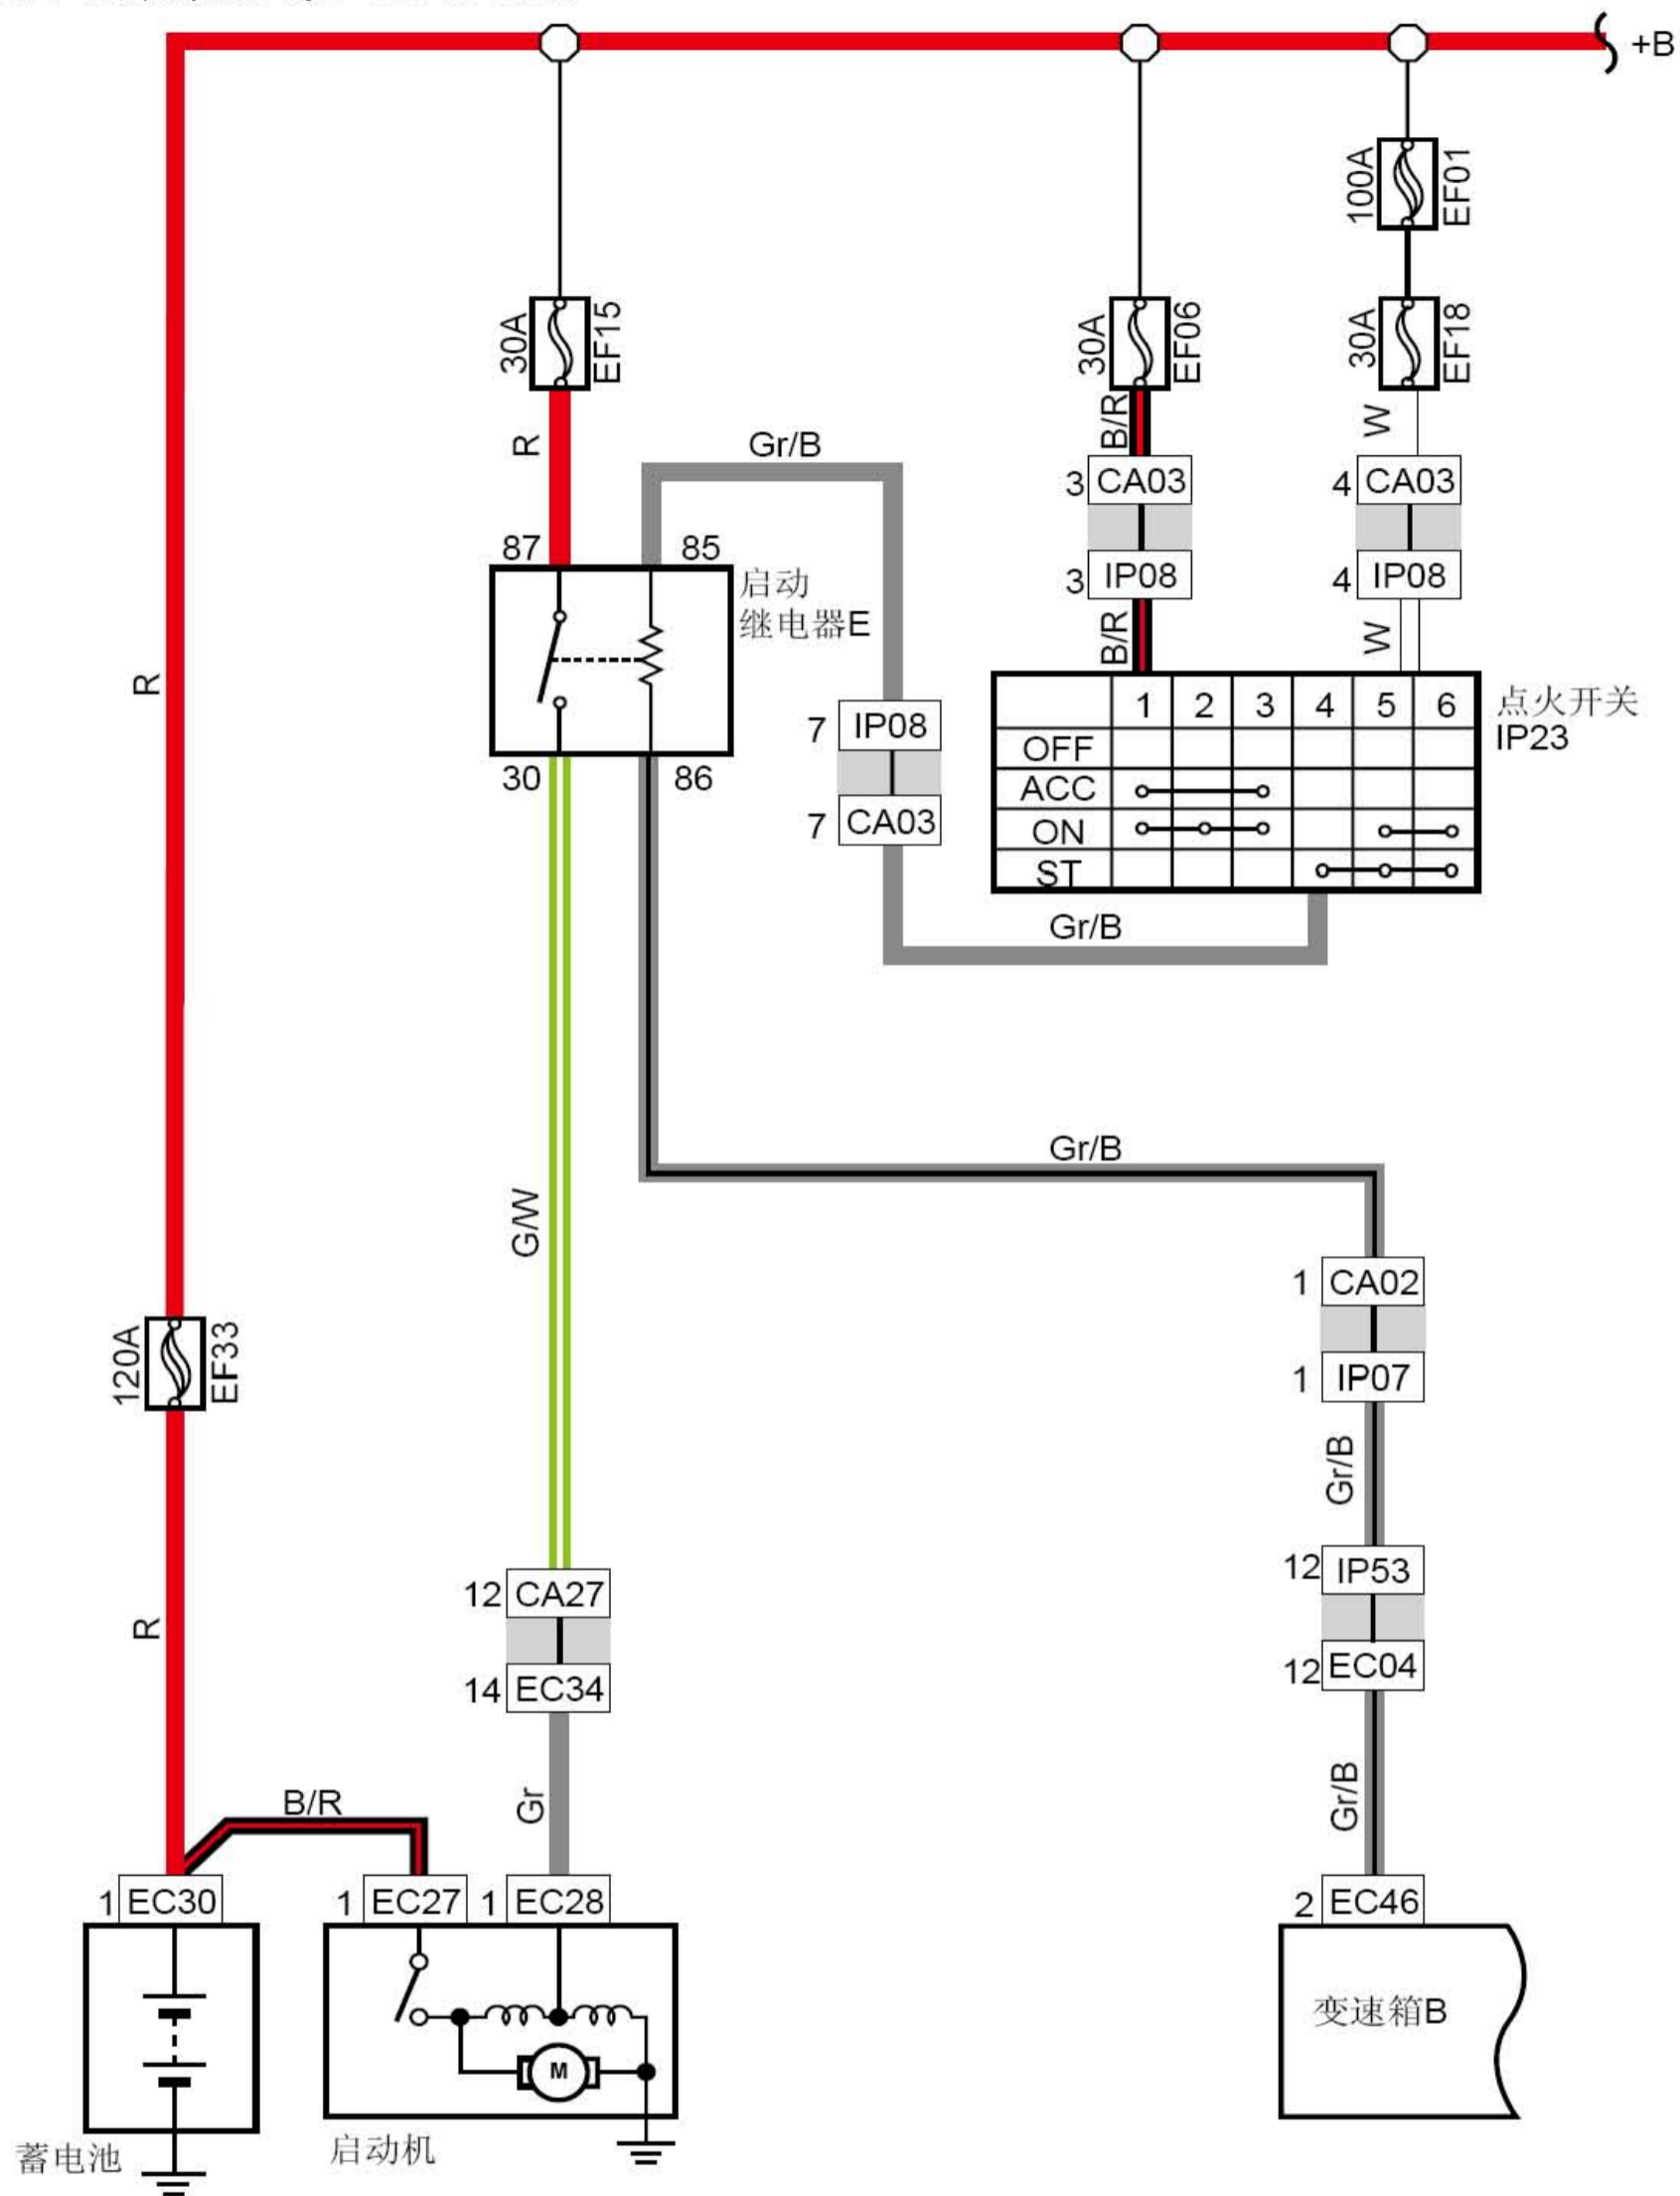 +B
100A
EF01
30A
EF15
30A
EF06
30A
EF18
R
Gr/B
B/R
W
3 CA03
4 CA03
87
85
启动
继电器E
3 IP08
4 IP08
B/R
W
R
1 2 3 4 5 6
点火开关
IP23
7 IP08
OFF
30
86
ACC
7 CA03
ON
ST
Gr/B
Gr/B
G/W
1 CA02
120A
EF33
1 IP07
Gr/B
12 CA27
12 IP53
R
14 EC34
12 EC04
B/R
Gr
Gr/B
1 EC30
1 EC27
1 EC28
2 EC46
变速箱B
M
蓄电池
启动机